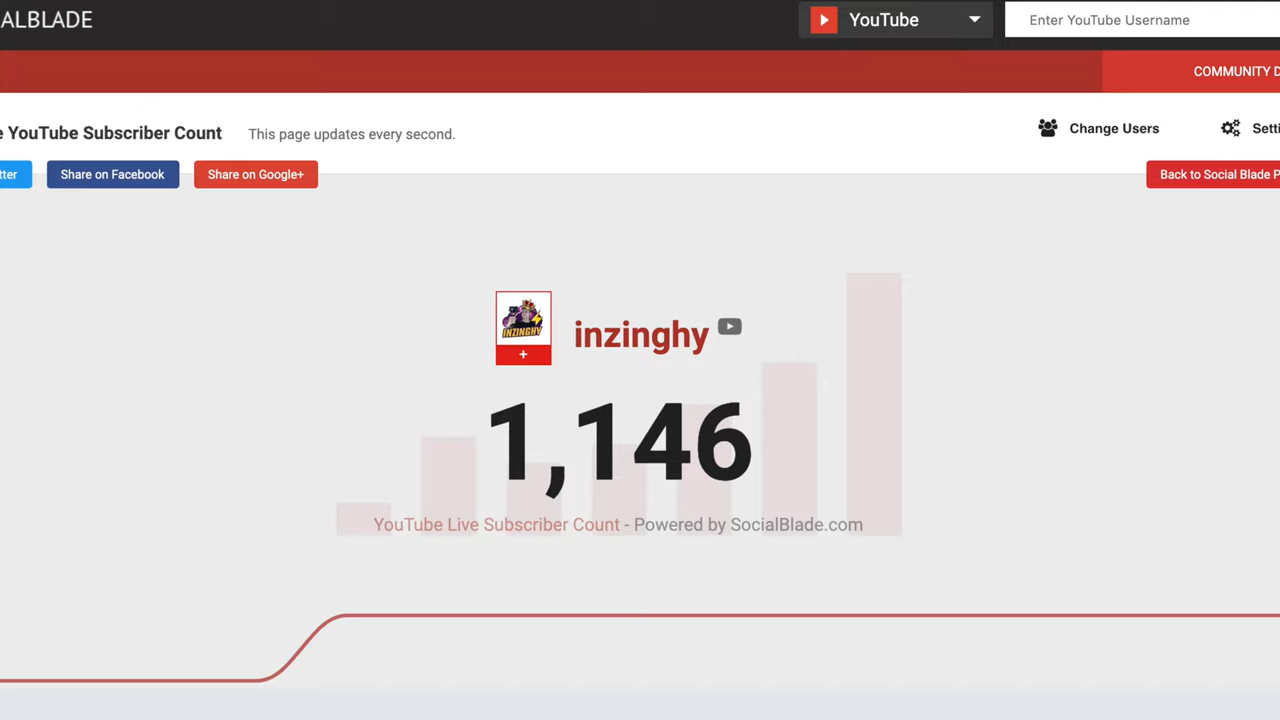 ALBLADE
YouTube
Enter YouTube Username
COMMUNITY D
e YouTube Subscriber Count
This page updates every second.
Change Users
Setti
tter
Share on Facebook
Share on Google+
Back to Social Blade P
INZINGHY
+
inzinghy
1,146
YouTube Live Subscriber Count - Powered by SocialBlade.com